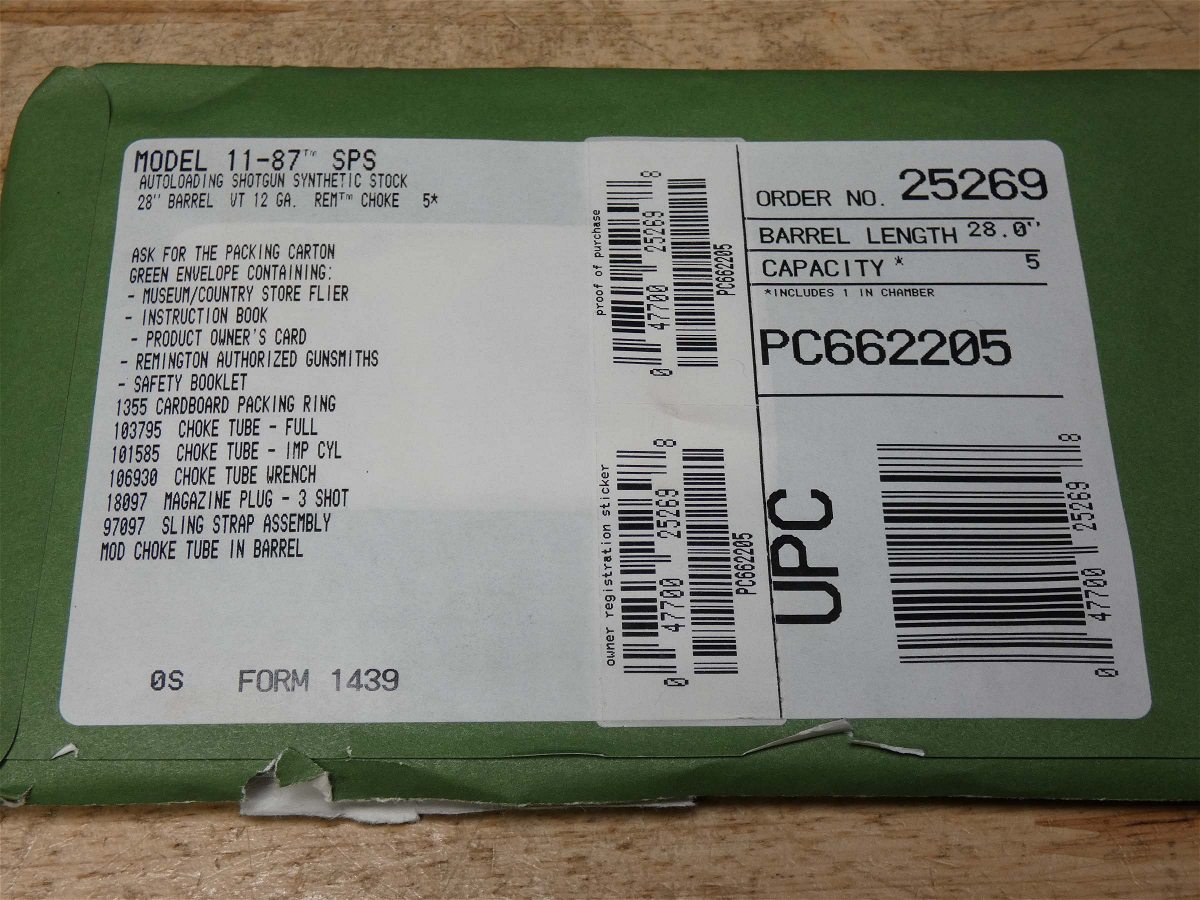 MODEL 11-87™ SPS
AUTOLOADING SHOTGUN SYNTHETIC STOCK
28" BARREL VT 12 GA. REM™ CHOKE 5*
ASK FOR THE PACKING CARTON
GREEN ENVELOPE CONTAINING:
- MUSEUM/COUNTRY STORE FLIER
- INSTRUCTION BOOK
- PRODUCT OWNER'S CARD
- REMINGTON AUTHORIZED GUNSMITHS
- SAFETY BOOKLET
1355 CARDBOARD PACKING RING
103795 CHOKE TUBE - FULL
101585 CHOKE TUBE - IMP CYL
106930 CHOKE TUBE WRENCH
18097 MAGAZINE PLUG - 3 SHOT
97097 SLING STRAP ASSEMBLY
MOD CHOKE TUBE IN BARREL
0S FORM 1439
proof of purchase
0 47700 25269 8
PC662205
owner registration sticker
0 47700 25269 8
PC662205
ORDER NO. 25269
BARREL LENGTH 28.0"
CAPACITY * 5
*INCLUDES 1 IN CHAMBER
PC662205
UPC
0 47700 25269 8